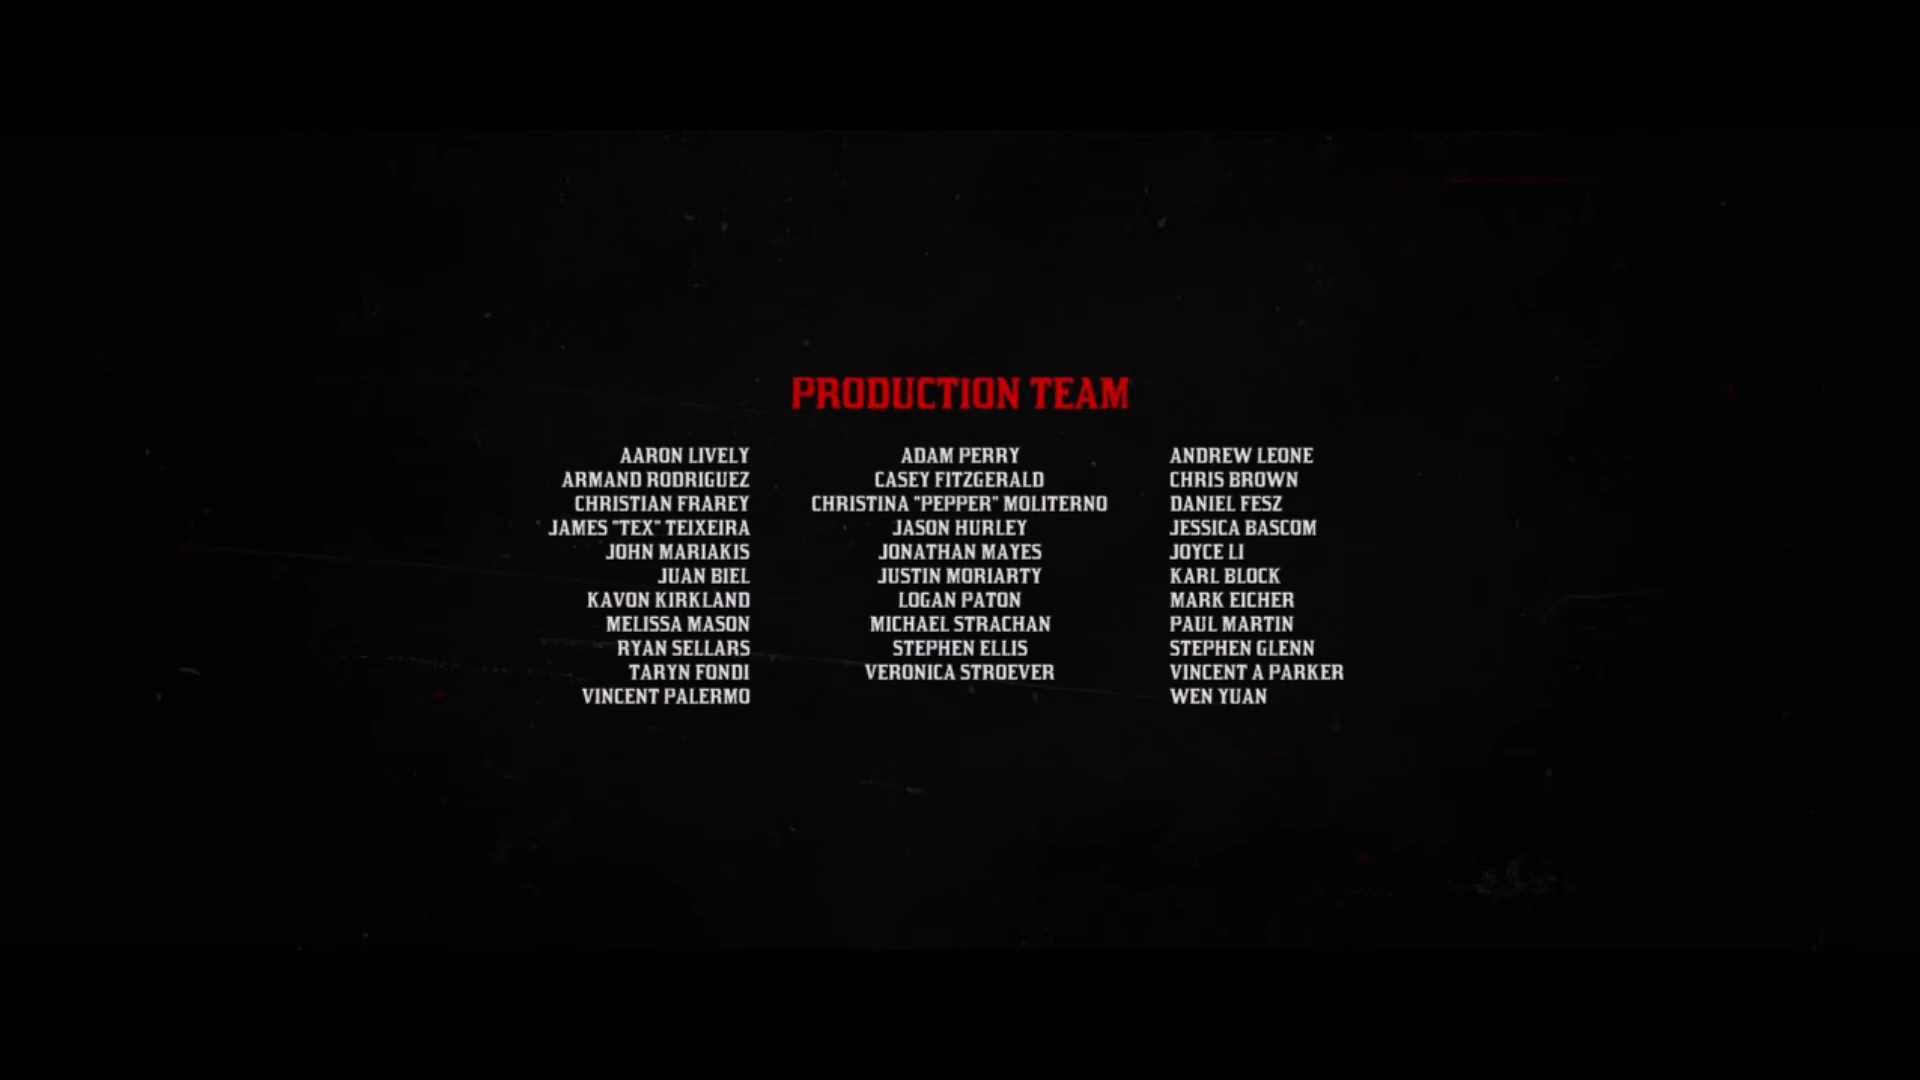 PRODUCTION TEAM
AARON LIVELY ADAM PERRY ANDREW LEONE
ARMAND RODRIGUEZ CASEY FITZGERALD CHRIS BROWN
CHRISTIAN FRAREY CHRISTINA "PEPPER" MOLITERNO DANIEL FESZ
JAMES "TEX" TEIXEIRA JASON HURLEY JESSICA BASCOM
JOHN MARIAKIS JONATHAN MAYES JOYCE LI
JUAN BIEL JUSTIN MORIARTY KARL BLOCK
KAVON KIRKLAND LOGAN PATON MARK EICHER
MELISSA MASON MICHAEL STRACHAN PAUL MARTIN
RYAN SELLARS STEPHEN ELLIS STEPHEN GLENN
TARYN FONDI VERONICA STROEVER VINCENT A PARKER
VINCENT PALERMO WEN YUAN